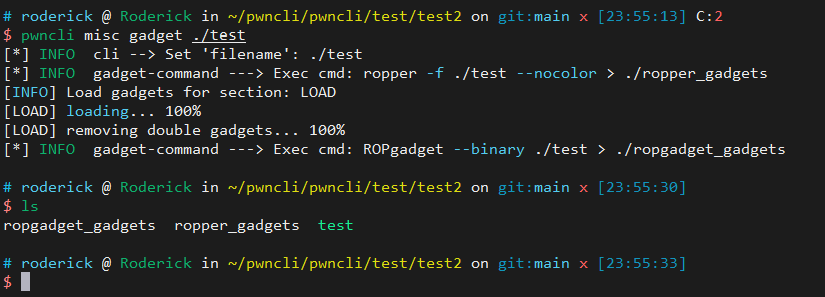 # roderick @ Roderick in ~/pwncli/pwncli/test/test2 on git:main x [23:55:13] C:2
$ pwncli misc gadget ./test
[*] INFO  cli --> Set 'filename': ./test
[*] INFO  gadget-command ---> Exec cmd: ropper -f ./test --nocolor > ./ropper_gadgets
[INFO] Load gadgets for section: LOAD
[LOAD] loading... 100%
[LOAD] removing double gadgets... 100%
[*] INFO  gadget-command ---> Exec cmd: ROPgadget --binary ./test > ./ropgadget_gadgets
# roderick @ Roderick in ~/pwncli/pwncli/test/test2 on git:main x [23:55:30]
$ ls
ropgadget_gadgets  ropper_gadgets  test
# roderick @ Roderick in ~/pwncli/pwncli/test/test2 on git:main x [23:55:33]
$